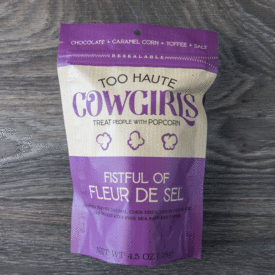 CHOCOLATE + CARAMEL CORN + TOFFEE + SALT
RESEALABLE
TOO HAUTE
COWGIRLS
TREAT PEOPLE WITH POPCORN
FISTFUL OF
FLEUR DE SEL
NET WT 4.5 OZ